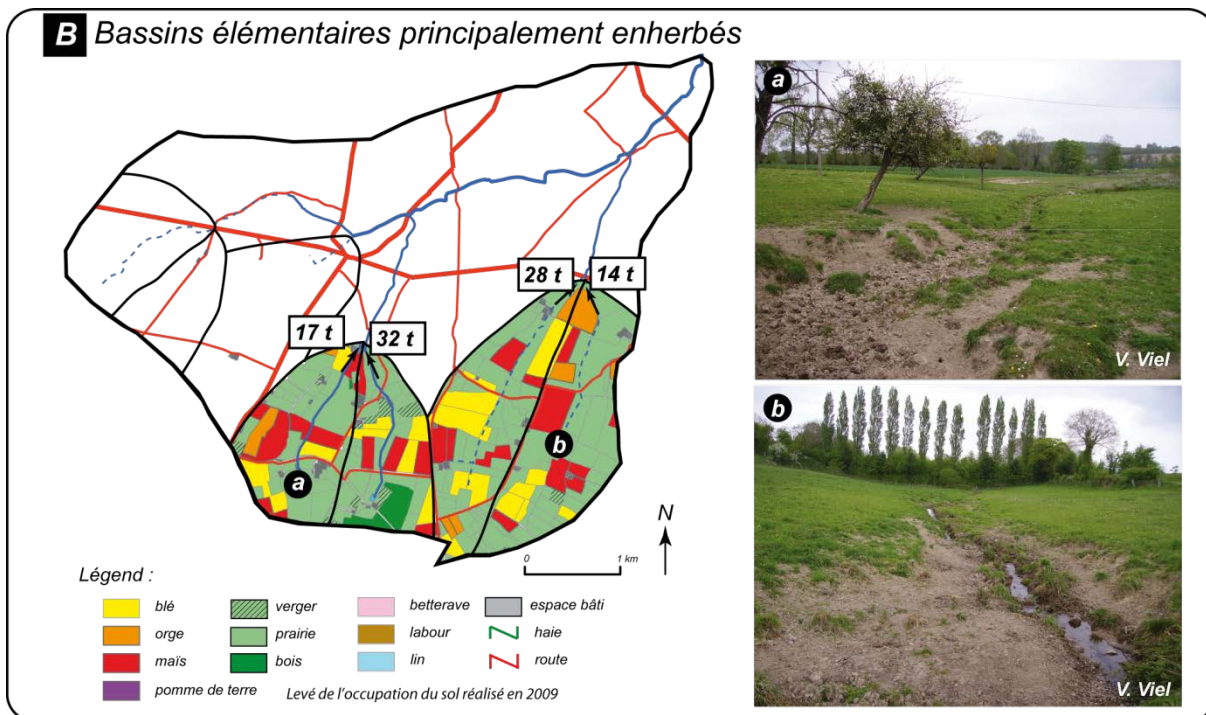 B Bassins élémentaires principalement enherbés
a
V. Viel
b
V. Viel
28 t 14 t
17 t 32 t
a
b
N
0 1 km
Légend :
blé verger betterave espace bâti
orge prairie labour haie
maïs bois lin route
pomme de terre Levé de l'occupation du sol réalisé en 2009